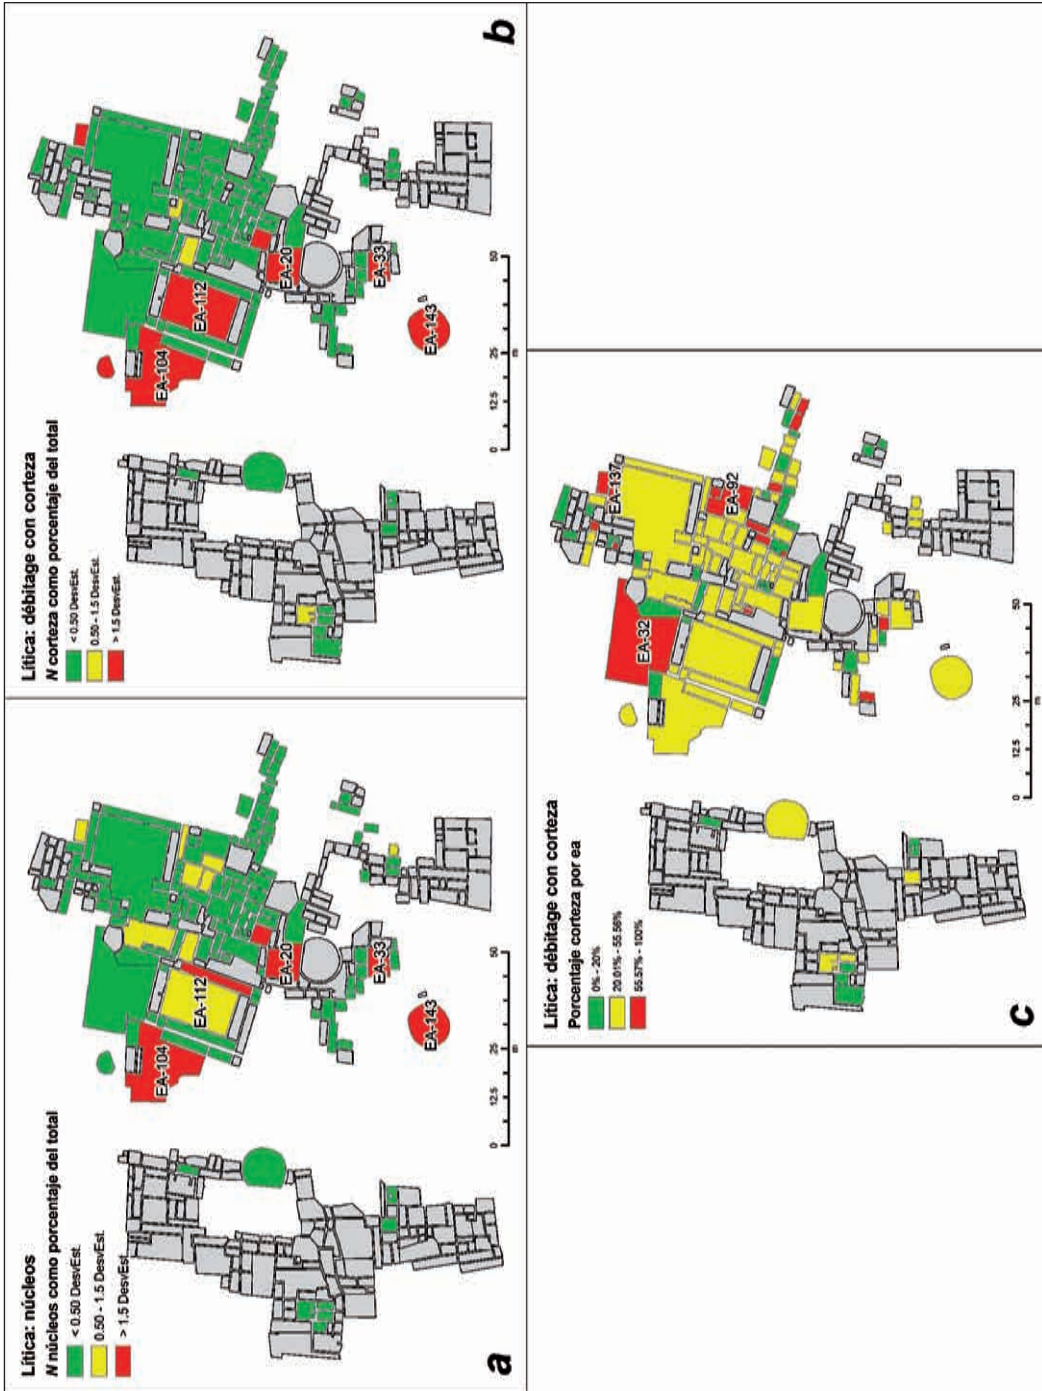 Lítica: núcleos
N núcleos como porcentaje del total
< 0.50 DesvEst.
0.50 - 1.5 DesvEst.
> 1.5 DesvEst.
EA-104
EA-112
EA-20
EA-33
EA-143
0 12.5 25 50
m
a
Lítica: débitage con corteza
N corteza como porcentaje del total
< 0.50 DesvEst.
0.50 - 1.5 DesvEst.
> 1.5 DesvEst.
EA-104
EA-112
EA-20
EA-33
EA-143
0 12.5 25 50
m
b
Lítica: débitage con corteza
Porcentaje corteza por ea
0% - 20%
20.01% - 55.56%
55.57% - 100%
EA-32
EA-137
EA-92
0 12.5 25 50
m
c